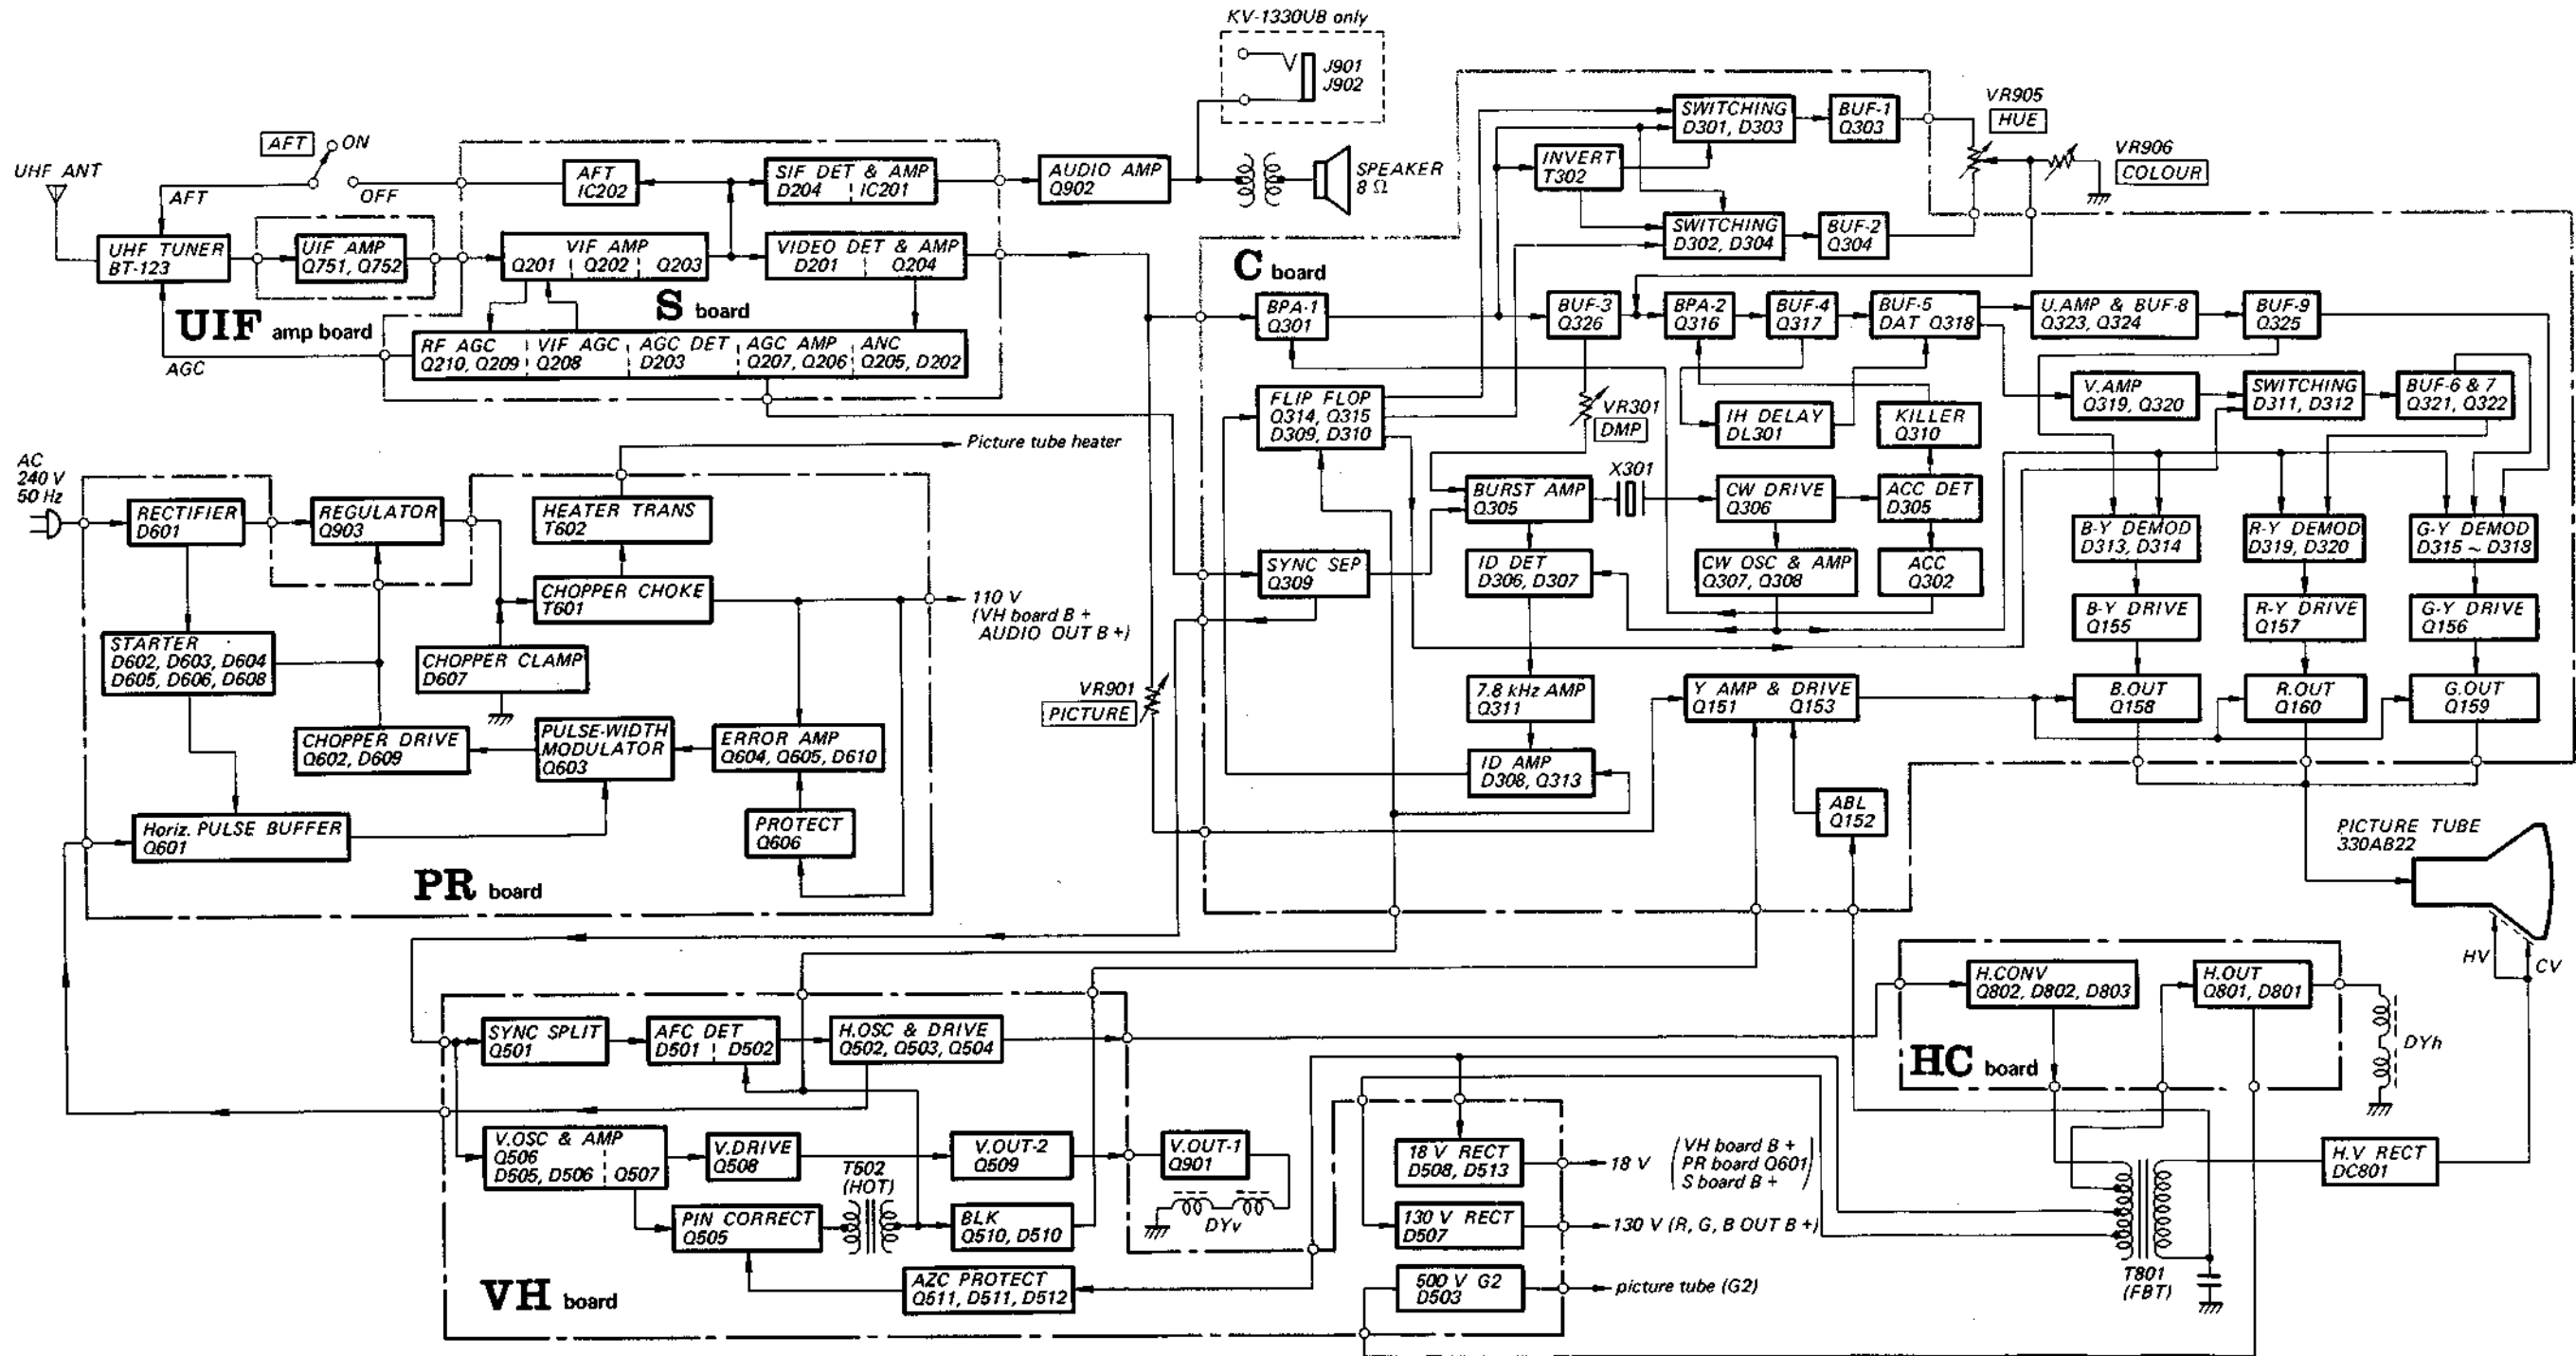 KV-1330UB only
J901
J902
UHF ANT
AFT
ON
OFF
AFT
AGC
UHF TUNER
BT-123
UIF AMP
Q751, Q752
UIF amp board
AFT
IC202
SIF DET & AMP
D204 IC201
VIF AMP
Q201 Q202 Q203
VIDEO DET & AMP
D201 Q204
S board
RF AGC
Q210, Q209
VIF AGC
Q208
AGC DET
D203
AGC AMP
Q207, Q206
ANC
Q205, D202
AUDIO AMP
Q902
SPEAKER
8 Ω
C board
SWITCHING
D301, D303
BUF-1
Q303
INVERT
T302
SWITCHING
D302, D304
BUF-2
Q304
VR905
HUE
VR906
COLOUR
BPA-1
Q301
BUF-3
Q326
BPA-2
Q316
BUF-4
Q317
BUF-5
DAT Q318
U.AMP & BUF-8
Q323, Q324
BUF-9
Q325
FLIP FLOP
Q314, Q315
D309, D310
VR301
DMP
IH DELAY
DL301
KILLER
Q310
V.AMP
Q319, Q320
SWITCHING
D311, D312
BUF-6 & 7
Q321, Q322
BURST AMP
Q305
X301
CW DRIVE
Q306
ACC DET
D305
B-Y DEMOD
D313, D314
R-Y DEMOD
D319, D320
G-Y DEMOD
D315 ~ D318
SYNC SEP
Q309
ID DET
D306, D307
CW OSC & AMP
Q307, Q308
ACC
Q302
B-Y DRIVE
Q155
R-Y DRIVE
Q157
G-Y DRIVE
Q156
7.8 kHz AMP
Q311
Y AMP & DRIVE
Q151 Q153
B.OUT
Q158
R.OUT
Q160
G.OUT
Q159
ID AMP
D308, Q313
ABL
Q152
VR901
PICTURE
PICTURE TUBE
330AB22
HV
CV
AC
240 V
50 Hz
RECTIFIER
D601
REGULATOR
Q903
HEATER TRANS
T602
Picture tube heater
CHOPPER CHOKE
T601
110 V
(VH board B +
AUDIO OUT B +)
STARTER
D602, D603, D604
D605, D606, D608
CHOPPER CLAMP
D607
CHOPPER DRIVE
Q602, D609
PULSE-WIDTH
MODULATOR
Q603
ERROR AMP
Q604, Q605, D610
PROTECT
Q606
Horiz. PULSE BUFFER
Q601
PR board
H.CONV
Q802, D802, D803
H.OUT
Q801, D801
HC board
DYh
SYNC SPLIT
Q501
AFC DET
D501 D502
H.OSC & DRIVE
Q502, Q503, Q504
V.OSC & AMP
Q506
D505, D506 Q507
V.DRIVE
Q508
T502
(HOT)
V.OUT-2
Q509
V.OUT-1
Q901
DYv
PIN CORRECT
Q505
BLK
Q510, D510
AZC PROTECT
Q511, D511, D512
VH board
18 V RECT
D508, D513
18 V
(VH board B +
PR board Q601
S board B +)
130 V RECT
D507
130 V (R, G, B OUT B +)
500 V G2
D503
picture tube (G2)
H.V RECT
DC801
T801
(FBT)